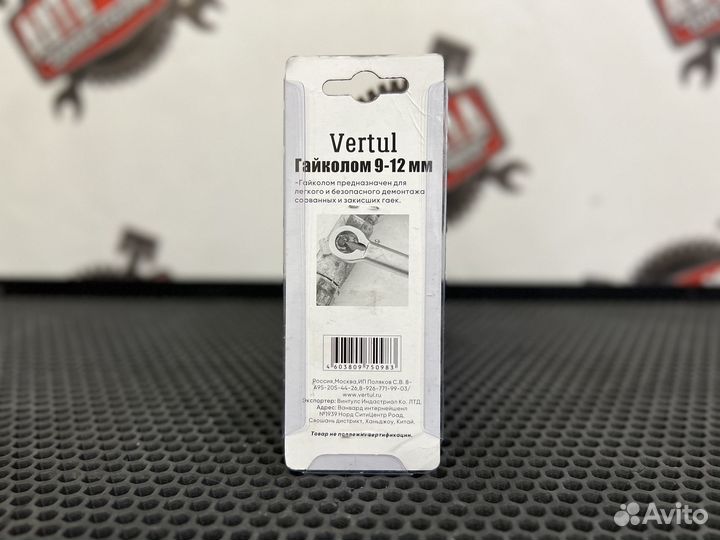 Vertul
Гайколом 9-12 мм
-Гайколом предназначен для
легкого и безопасного демонтажа
сорванных и закисших гаек.
4 603809 750983
Россия,Москва,ИП Поляков С.В. 8-
495-205-44-26,8-926-771-99-03/
www.vertul.ru
Экспортер: Винтулс Индастриал Ко. ЛТД
Адрес: Ванвард интернейшенл
№1939 Норд СитиЦентр Роад,
Сяошань дистрикт, Ханьджоу, Китай.
Товар не подлежит сертификации.
Avito